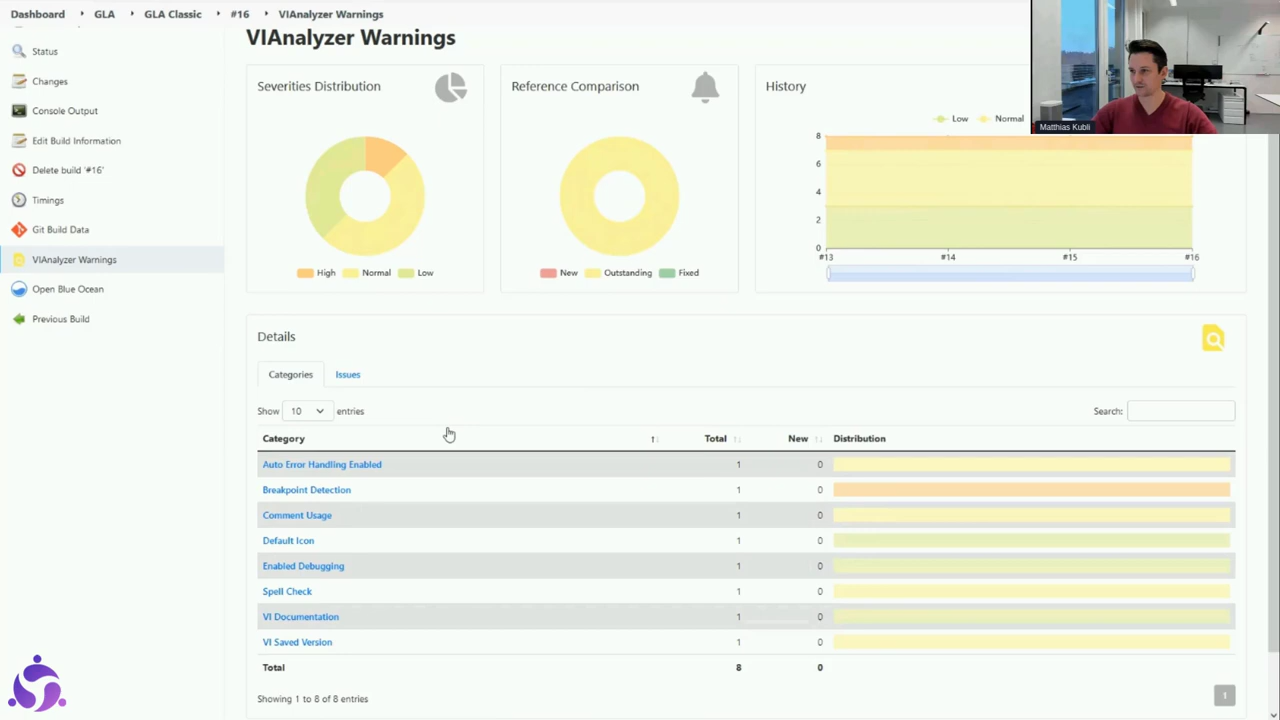 Dashboard GLA GLA Classic #16 VIAnalyzer Warnings
Status
Changes
Console Output
Edit Build Information
Delete build '#16'
Timings
Git Build Data
VIAnalyzer Warnings
Open Blue Ocean
Previous Build
VIAnalyzer Warnings
Severities Distribution
High Normal Low
Reference Comparison
New Outstanding Fixed
History
Low Normal
8
6
4
2
0
#13 #14 #15 #16
Matthias Kubli
Details
Categories Issues
Show 10 entries Search:
Category Total New Distribution
Auto Error Handling Enabled 1 0
Breakpoint Detection 1 0
Comment Usage 1 0
Default Icon 1 0
Enabled Debugging 1 0
Spell Check 1 0
VI Documentation 1 0
VI Saved Version 1 0
Total 8 0
Showing 1 to 8 of 8 entries 1